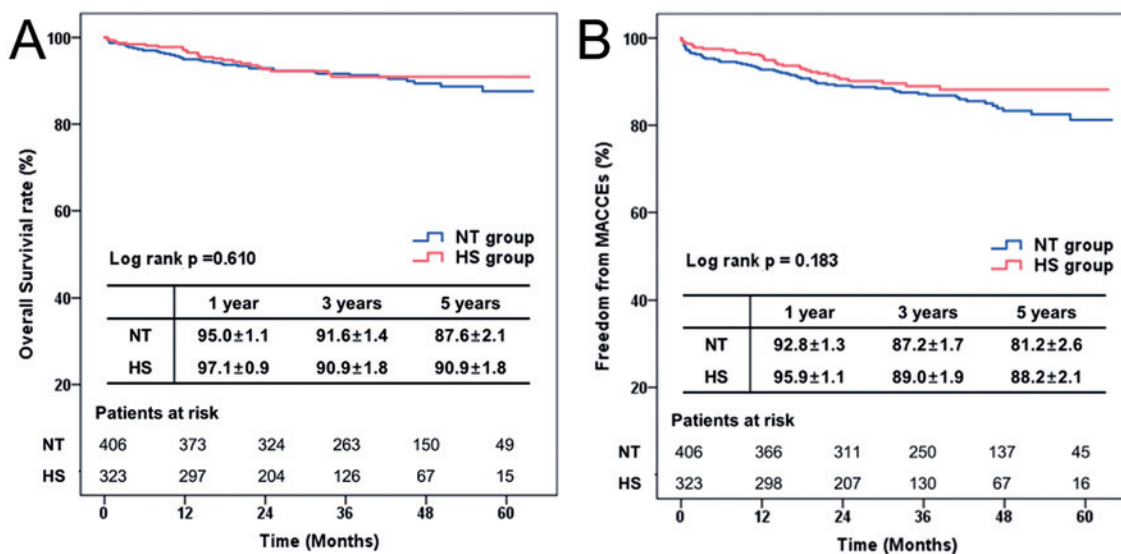 A
Overall Survivial rate (%)
100
80
60
40
20
NT group
HS group
Log rank p =0.610
1 year 3 years 5 years
NT 95.0±1.1 91.6±1.4 87.6±2.1
HS 97.1±0.9 90.9±1.8 90.9±1.8
Patients at risk
NT 406 373 324 263 150 49
HS 323 297 204 126 67 15
0 12 24 36 48 60
Time (Months)
B
Freedom from MACCEs (%)
100
80
60
40
20
NT group
HS group
Log rank p = 0.183
1 year 3 years 5 years
NT 92.8±1.3 87.2±1.7 81.2±2.6
HS 95.9±1.1 89.0±1.9 88.2±2.1
Patients at risk
NT 406 366 311 250 137 45
HS 323 298 207 130 67 16
0 12 24 36 48 60
Time (Months)